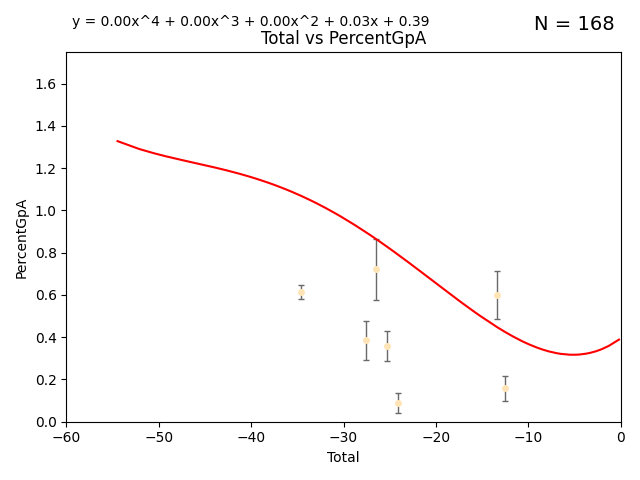 y = 0.00x^4 + 0.00x^3 + 0.00x^2 + 0.03x + 0.39
N = 168
Total vs PercentGpA
1.6
1.4
1.2
1.0
0.8
0.6
0.4
0.2
0.0
PercentGpA
−60 −50 −40 −30 −20 −10 0
Total